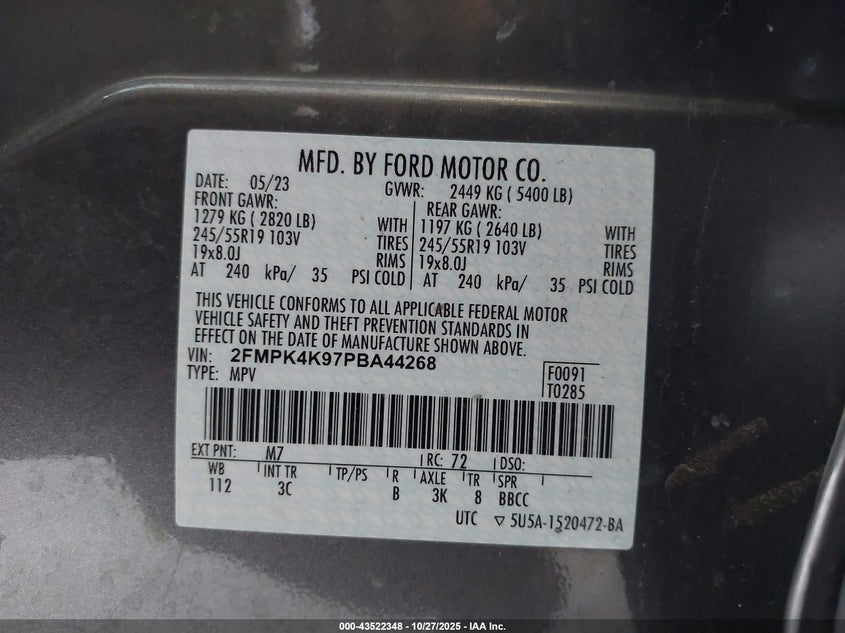 MFD. BY FORD MOTOR CO.
DATE: 05/23 GVWR: 2449 KG ( 5400 LB)
FRONT GAWR: REAR GAWR:
1279 KG ( 2820 LB) WITH 1197 KG ( 2640 LB) WITH
245/55R19 103V TIRES 245/55R19 103V TIRES
19x8.0J RIMS 19x8.0J RIMS
AT 240 kPa/ 35 PSI COLD AT 240 kPa/ 35 PSI COLD
THIS VEHICLE CONFORMS TO ALL APPLICABLE FEDERAL MOTOR
VEHICLE SAFETY AND THEFT PREVENTION STANDARDS IN
EFFECT ON THE DATE OF MANUFACTURE SHOWN ABOVE.
VIN: 2FMPK4K97PBA44268 F0091
TYPE: MPV T0285
EXT PNT: M7 RC: 72 DSO:
WB INT TR TP/PS R AXLE TR SPR
112 3C B 3K 8 BBCC
UTC ▽ 5U5A-1520472-BA
000-43522348 - 10/27/2025 - IAA Inc.